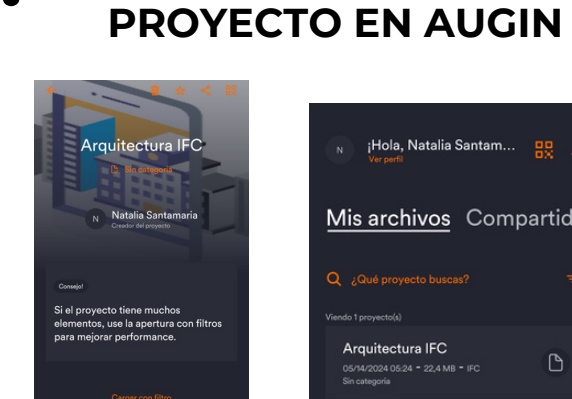 PROYECTO EN AUGIN
Arquitectura IFC
Sin categoria
N
Natalia Santamaria
Creador del proyecto
Consejo!
Si el proyecto tiene muchos
elementos, use la apertura con filtros
para mejorar performance.
Cargar con filtro
N
¡Hola, Natalia Santam...
Ver perfil
Mis archivos Compartid
¿Qué proyecto buscas?
Viendo 1 proyecto(s)
Arquitectura IFC
05/14/2024 05:24 - 22,4 MB - IFC
Sin categoria